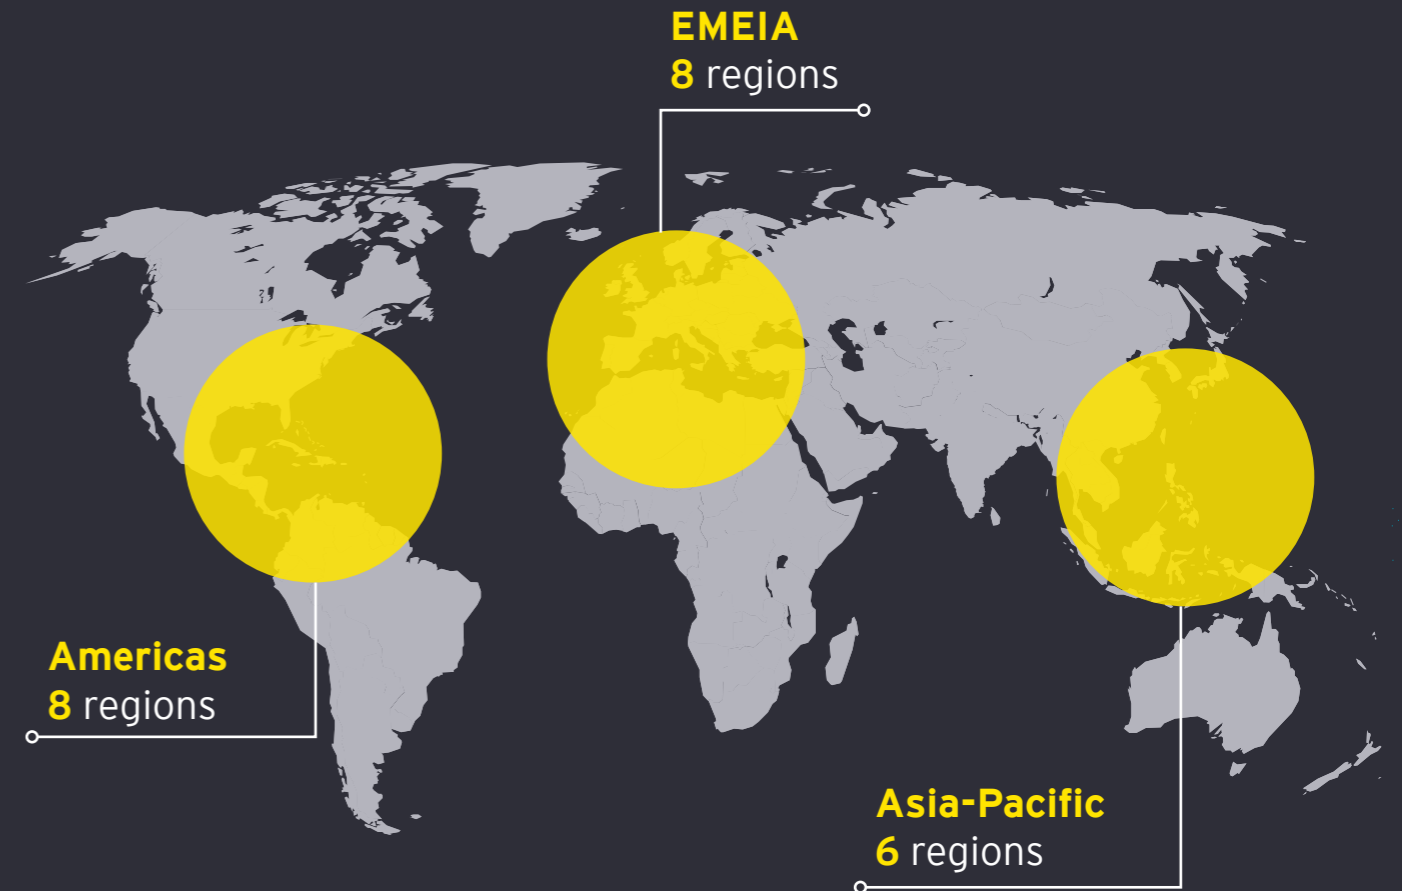 EMEIA
8 regions
Americas
8 regions
Asia-Pacific
6 regions